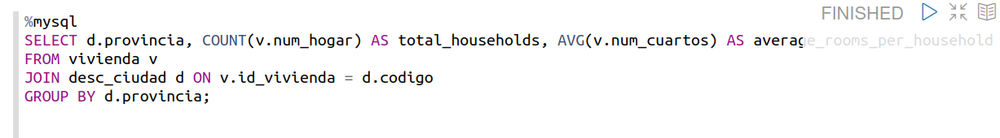 FINISHED
%mysql
SELECT d.provincia, COUNT(v.num_hogar) AS total_households, AVG(v.num_cuartos) AS average_rooms_per_household
FROM vivienda v
JOIN desc_ciudad d ON v.id_vivienda = d.codigo
GROUP BY d.provincia;